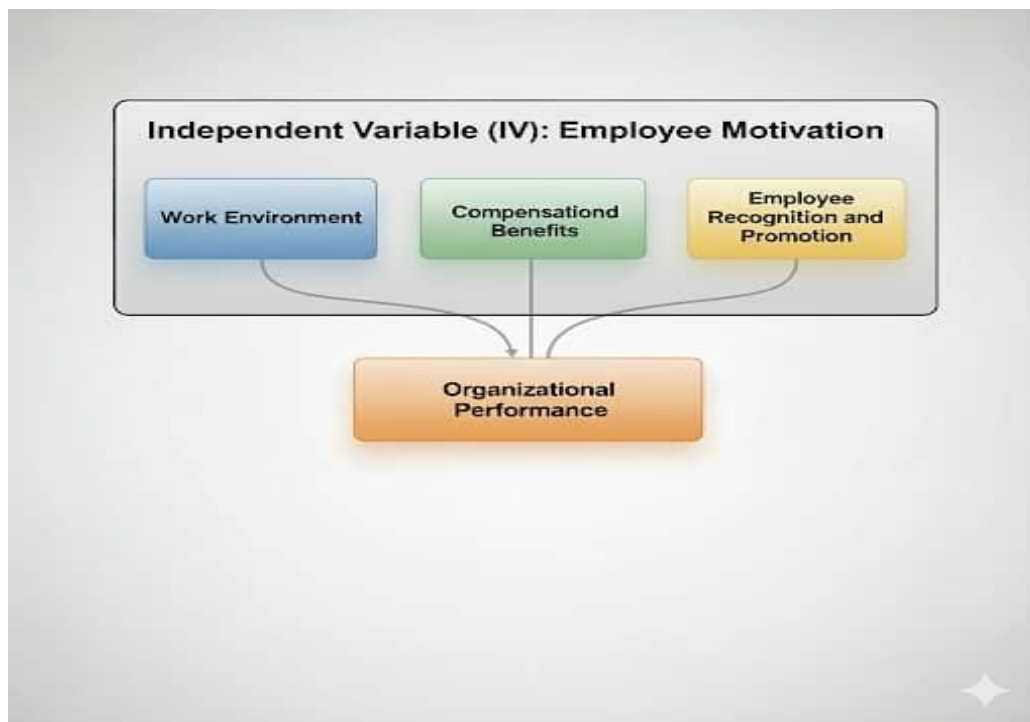 Independent Variable (IV): Employee Motivation
Work Environment
Compensationd
Benefits
Employee
Recognition and
Promotion
Organizational
Performance